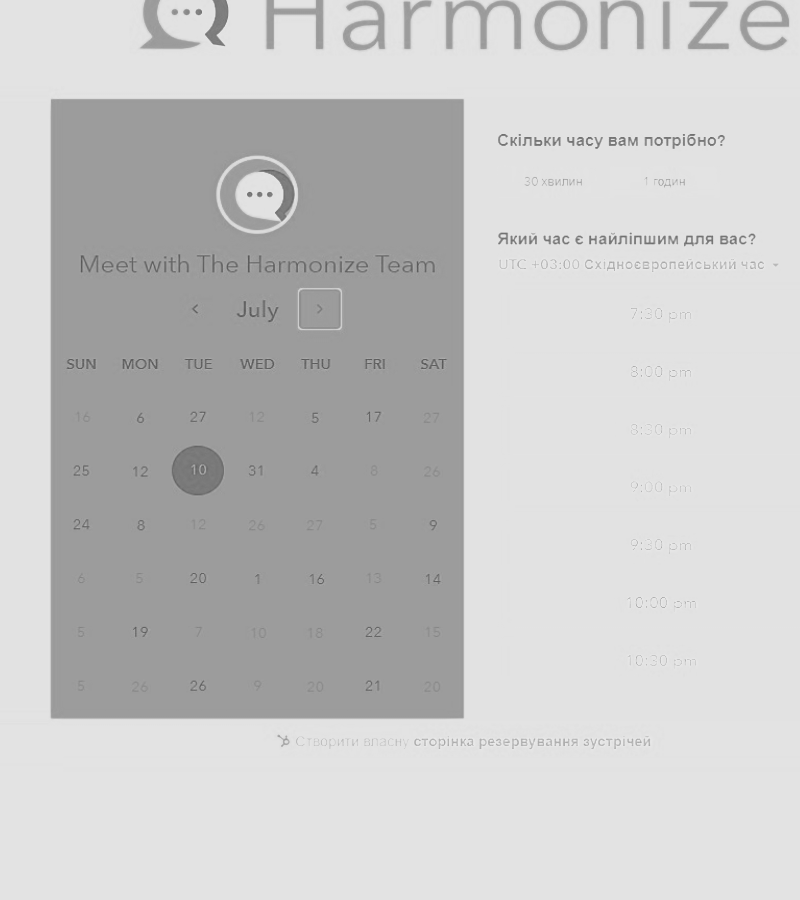 Harmonize
Meet with The Harmonize Team
July
SUN MON TUE WED THU FRI SAT
16 6 27 12 5 17 27
25 12 10 31 4 8 26
24 8 12 26 27 5 9
6 5 20 1 16 13 14
5 19 7 10 18 22 15
5 26 26 9 20 21 20
Скільки часу вам потрібно?
30 хвилин 1 годин
Який час є найліпшим для вас?
UTC +03:00 Східноєвропейський час
7:30 pm
8:00 pm
8:30 pm
9:00 pm
9:30 pm
10:00 pm
10:30 pm
Створити власну сторінка резервування зустрічей